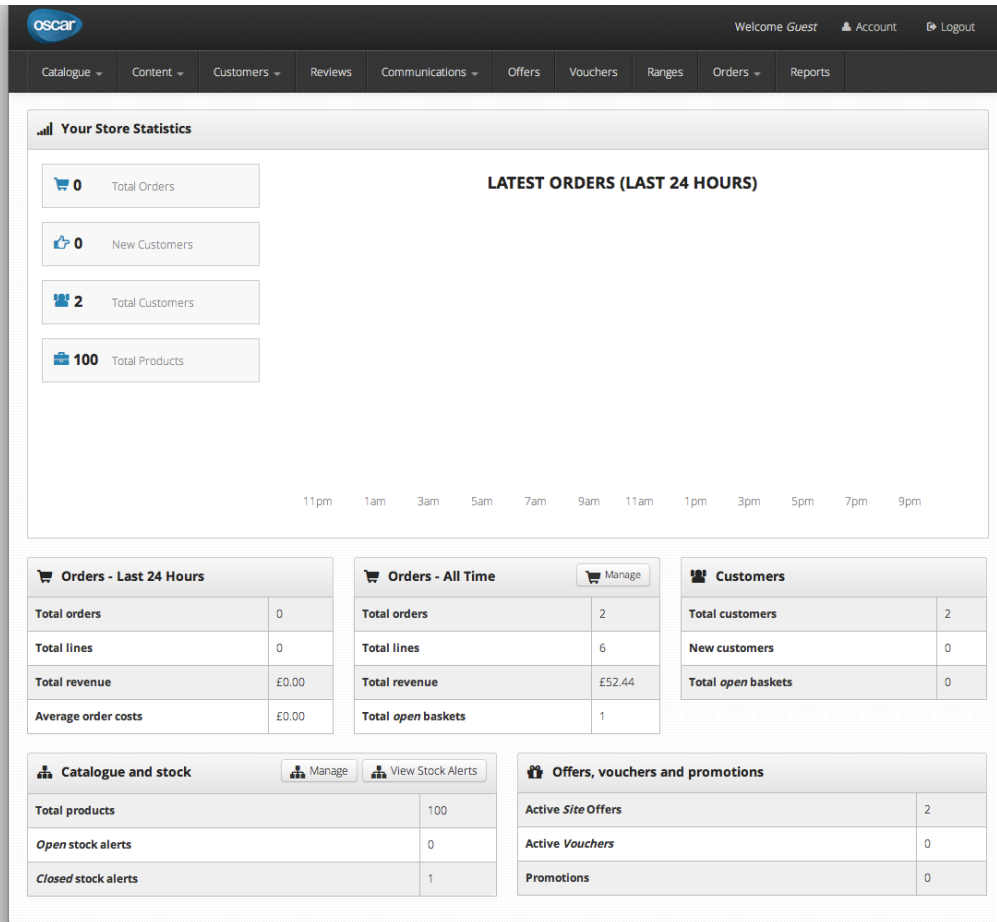 oscar
Welcome Guest Account Logout
Catalogue Content Customers Reviews Communications Offers Vouchers Ranges Orders Reports
Your Store Statistics
0 Total Orders
LATEST ORDERS (LAST 24 HOURS)
0 New Customers
2 Total Customers
100 Total Products
11pm 1am 3am 5am 7am 9am 11am 1pm 3pm 5pm 7pm 9pm
Orders - Last 24 Hours
Total orders 0
Total lines 0
Total revenue £0.00
Average order costs £0.00
Orders - All Time Manage
Total orders 2
Total lines 6
Total revenue £52.44
Total open baskets 1
Customers
Total customers 2
New customers 0
Total open baskets 0
Catalogue and stock Manage View Stock Alerts
Total products 100
Open stock alerts 0
Closed stock alerts 1
Offers, vouchers and promotions
Active Site Offers 2
Active Vouchers 0
Promotions 0